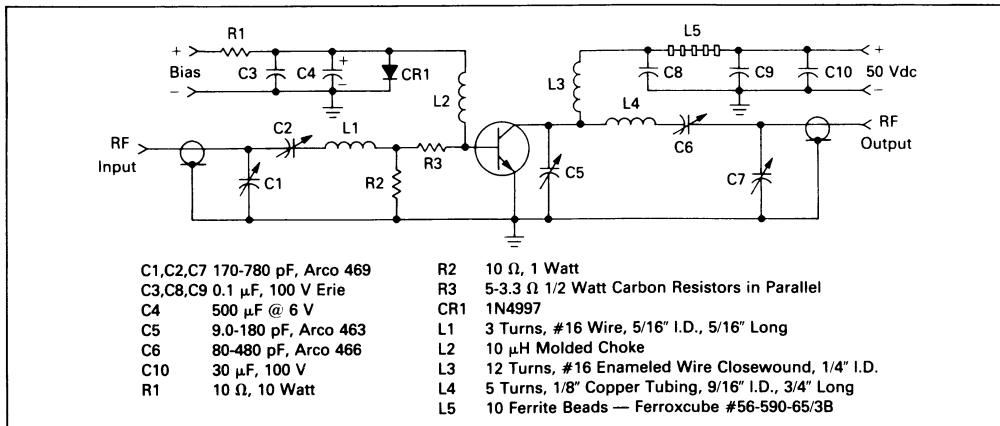 R1
L5
+
+
+
Bias
C3
C4
CR1
L3
C8
C9
C10
50 Vdc
−
−
−
L2
L4
C2
L1
RF
Input
R3
C6
RF
Output
C1
R2
C5
C7
C1,C2,C7 170-780 pF, Arco 469
C3,C8,C9 0.1 μF, 100 V Erie
C4 500 μF @ 6 V
C5 9.0-180 pF, Arco 463
C6 80-480 pF, Arco 466
C10 30 μF, 100 V
R1 10 Ω, 10 Watt
R2 10 Ω, 1 Watt
R3 5-3.3 Ω 1/2 Watt Carbon Resistors in Parallel
CR1 1N4997
L1 3 Turns, #16 Wire, 5/16″ I.D., 5/16″ Long
L2 10 μH Molded Choke
L3 12 Turns, #16 Enameled Wire Closewound, 1/4″ I.D.
L4 5 Turns, 1/8″ Copper Tubing, 9/16″ I.D., 3/4″ Long
L5 10 Ferrite Beads — Ferroxcube #56-590-65/3B